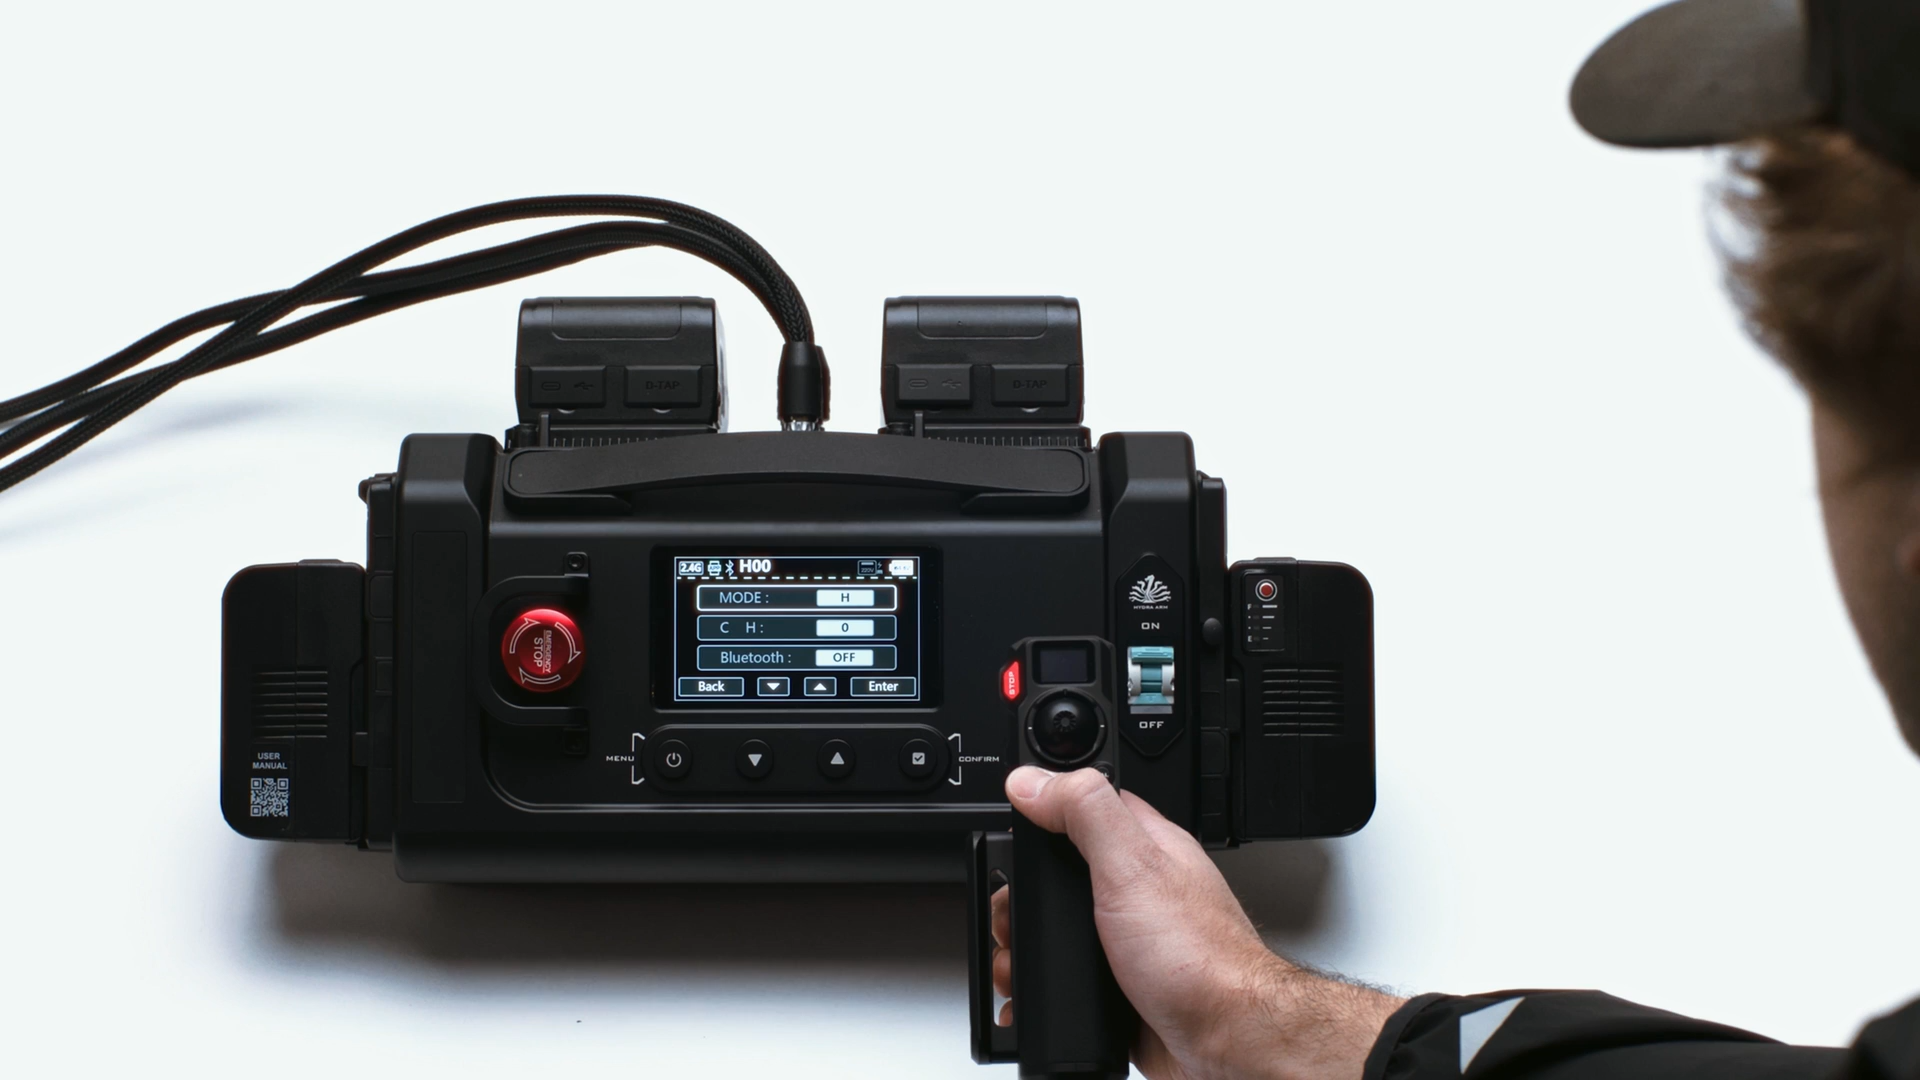 D-TAP
D-TAP
2.4G H00
MODE : H
C H : 0
Bluetooth : OFF
Back Enter
EMERGENCY
STOP
MENU
CONFIRM
USER
MANUAL
HYDRA ARM
ON
OFF
STOP